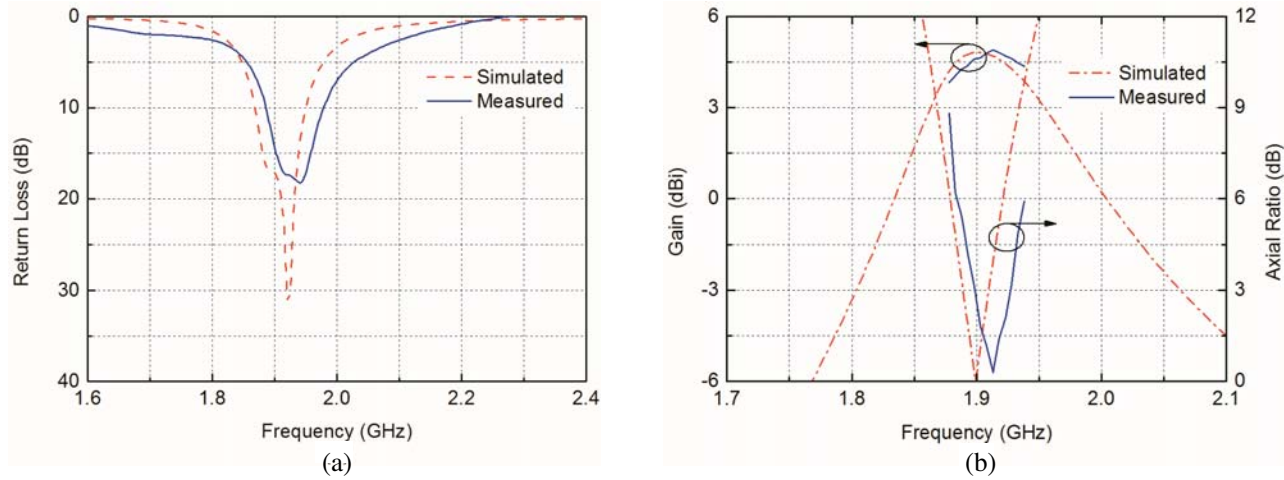 0
10
20
30
40
Return Loss (dB)
Simulated
Measured
1.6
1.8
2.0
2.2
2.4
Frequency (GHz)
(a)
6
3
0
-3
-6
Gain (dBi)
Simulated
Measured
12
9
6
3
0
Axial Ratio (dB)
1.7
1.8
1.9
2.0
2.1
Frequency (GHz)
(b)